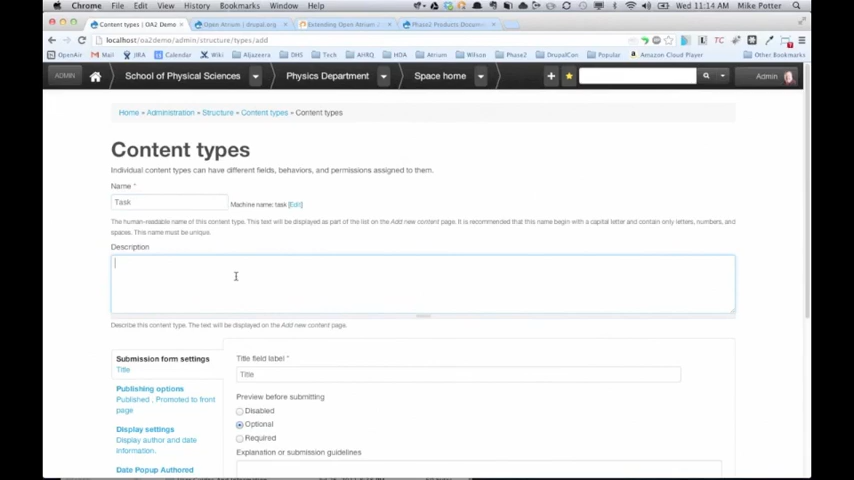 Chrome File Edit View History Bookmarks Window Help
Wed 11:14 AM Mike Potter
Content types | OA2 Demo
Open Atrium | drupal.org
Extending Open Atrium
Phase2 Products Docum
localhost/oa2demo/admin/structure/types/add
OpenAir Mail JIRA Calendar Wiki Aljazeera DHS Tech AHRQ HDA Atrium Wilson Phase2 DrupalCon Popular Amazon Cloud Player Other Bookmarks
ADMIN School of Physical Sciences Physics Department Space home Admin
Home » Administration » Structure » Content types » Content types
Content types
Individual content types can have different fields, behaviors, and permissions assigned to them.
Name *
Task
Machine name: task [Edit]
The human-readable name of this content type. This text will be displayed as part of the list on the Add new content page. It is recommended that this name begin with a capital letter and contain only letters, numbers, and
spaces. This name must be unique.
Description
Describe this content type. The text will be displayed on the Add new content page.
Submission form settings
Title
Publishing options
Published , Promoted to front
page
Display settings
Display author and date
information.
Date Popup Authored
Title field label *
Title
Preview before submitting
Disabled
Optional
Required
Explanation or submission guidelines